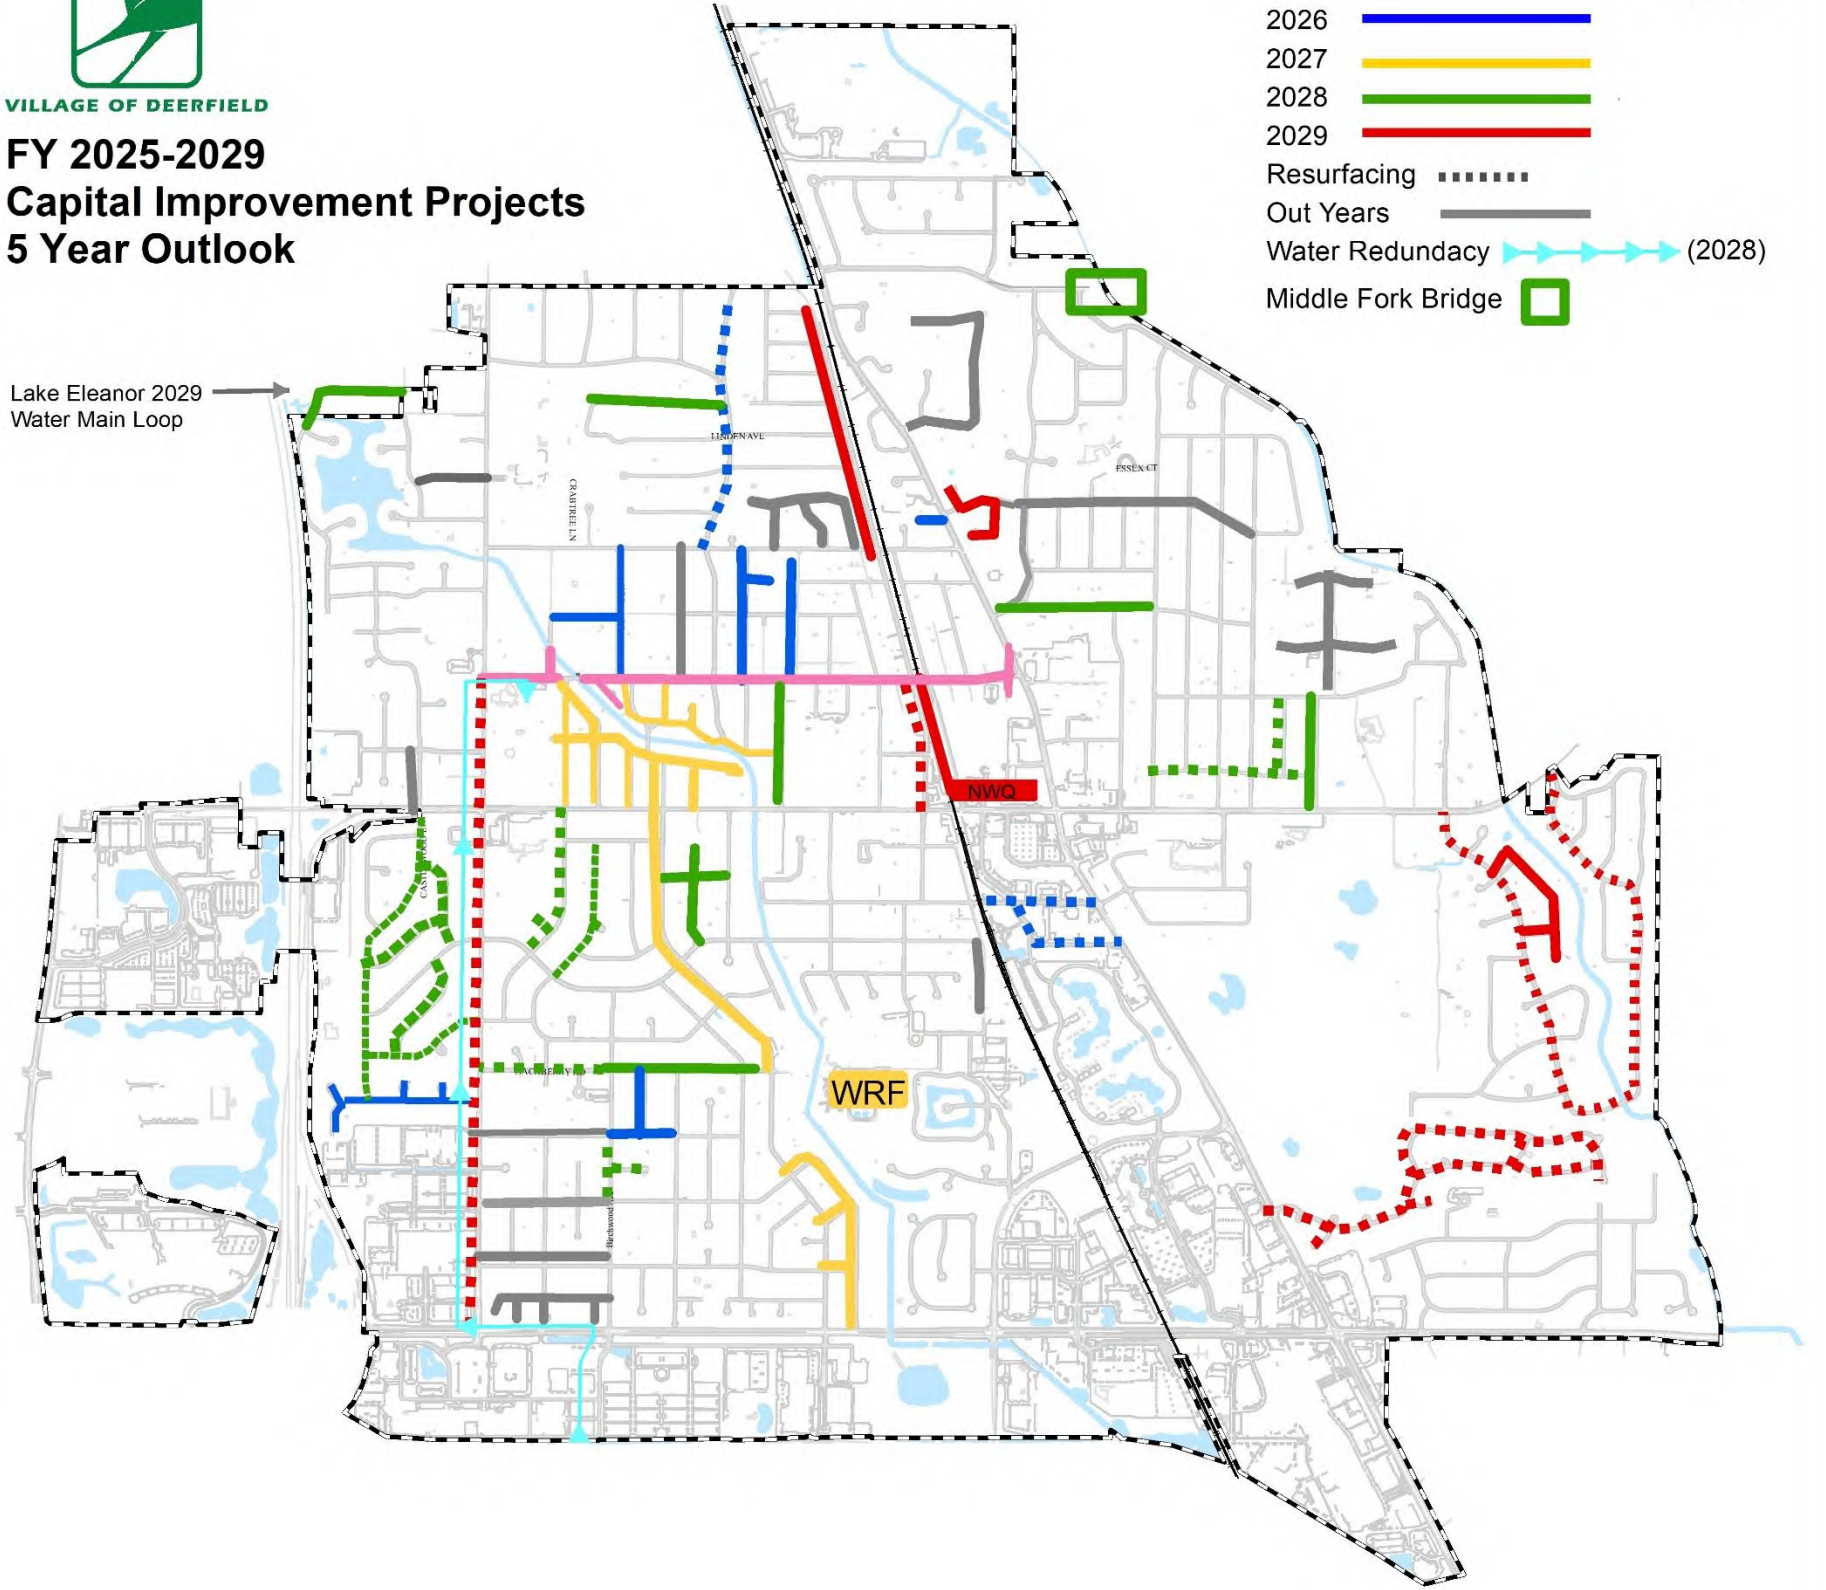 VILLAGE OF DEERFIELD
FY 2025-2029
Capital Improvement Projects
5 Year Outlook
2026
2027
2028
2029
Resurfacing
Out Years
Water Redundacy (2028)
Middle Fork Bridge
Lake Eleanor 2029
Water Main Loop
LINDEN AVE
ESSEX CT
CRABTREE LN
NWQ
WRF
Birchwood